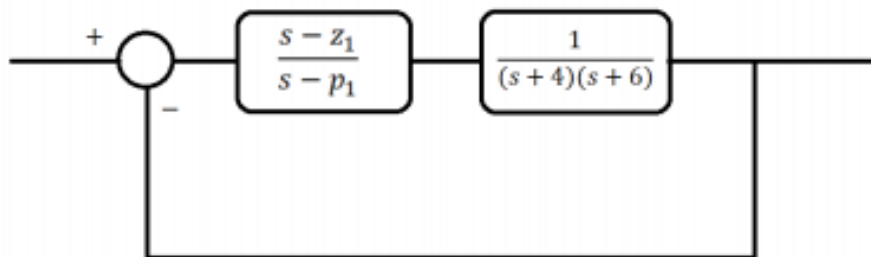 +
s − z₁
s − p₁
1
(s + 4)(s + 6)
−